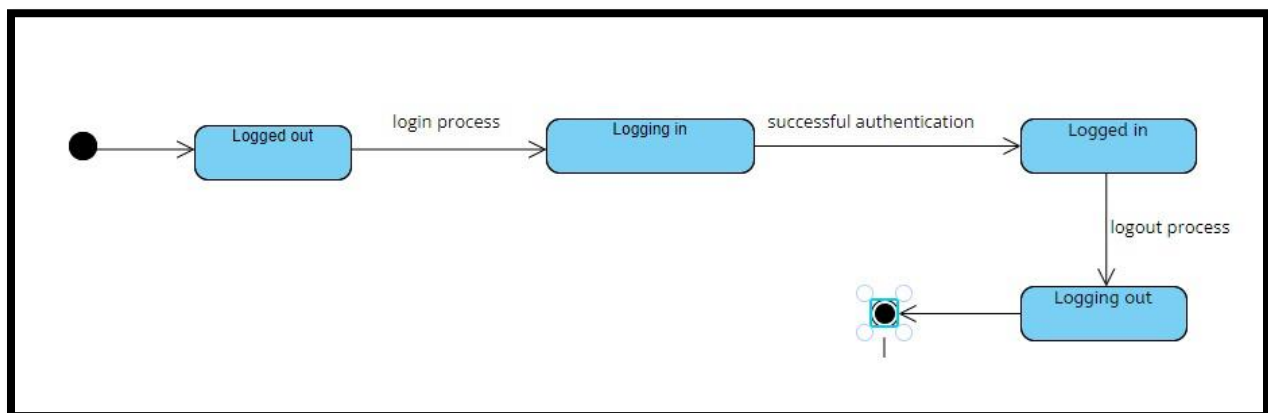 Logged out
login process
Logging in
successful authentication
Logged in
logout process
Logging out